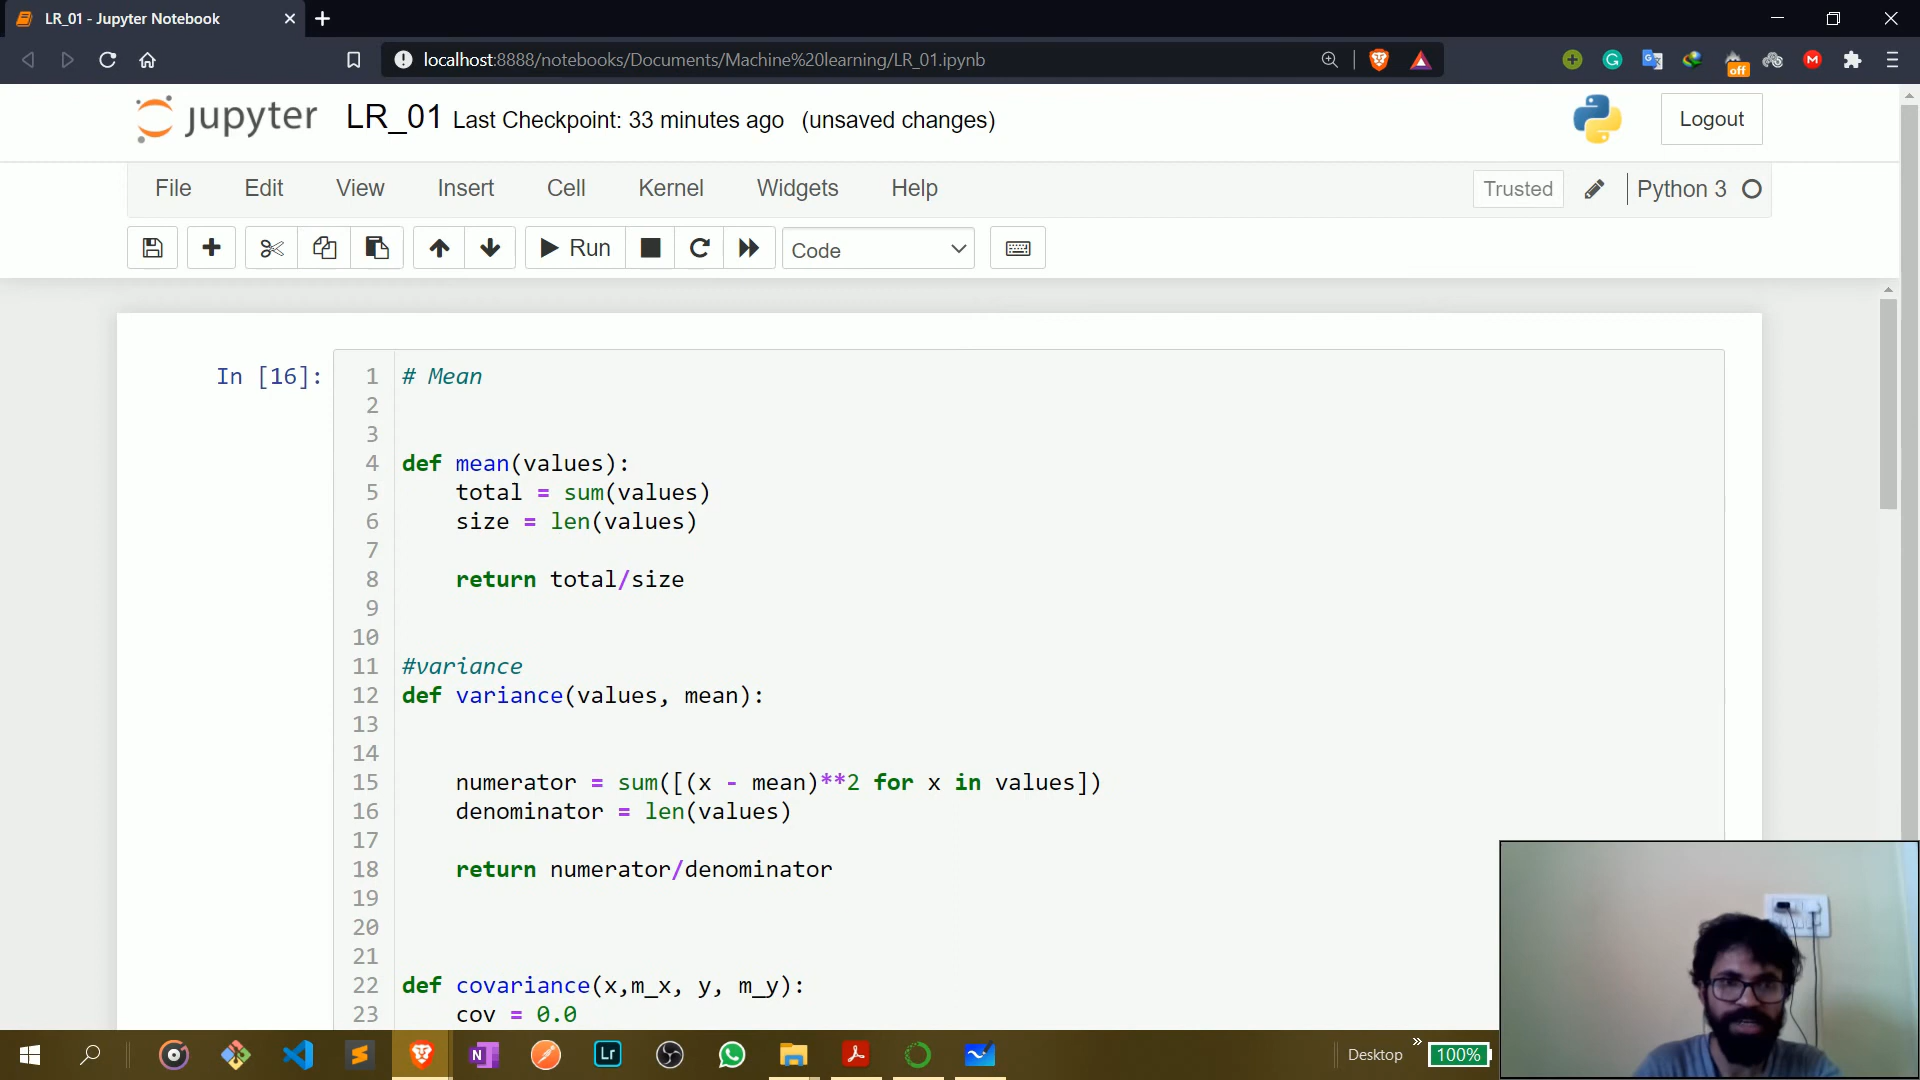 LR_01 - Jupyter Notebook
localhost:8888/notebooks/Documents/Machine%20learning/LR_01.ipynb
off
M
jupyter LR_01 Last Checkpoint: 33 minutes ago (unsaved changes)
Logout
File Edit View Insert Cell Kernel Widgets Help
Trusted
Python 3
Run
Code
In [16]:
1 # Mean
2
3
4 def mean(values):
5 total = sum(values)
6 size = len(values)
7
8 return total/size
9
10
11 #variance
12 def variance(values, mean):
13
14
15 numerator = sum([(x - mean)**2 for x in values])
16 denominator = len(values)
17
18 return numerator/denominator
19
20
21
22 def covariance(x,m_x, y, m_y):
23 cov = 0.0
N
Lr
Desktop
100%